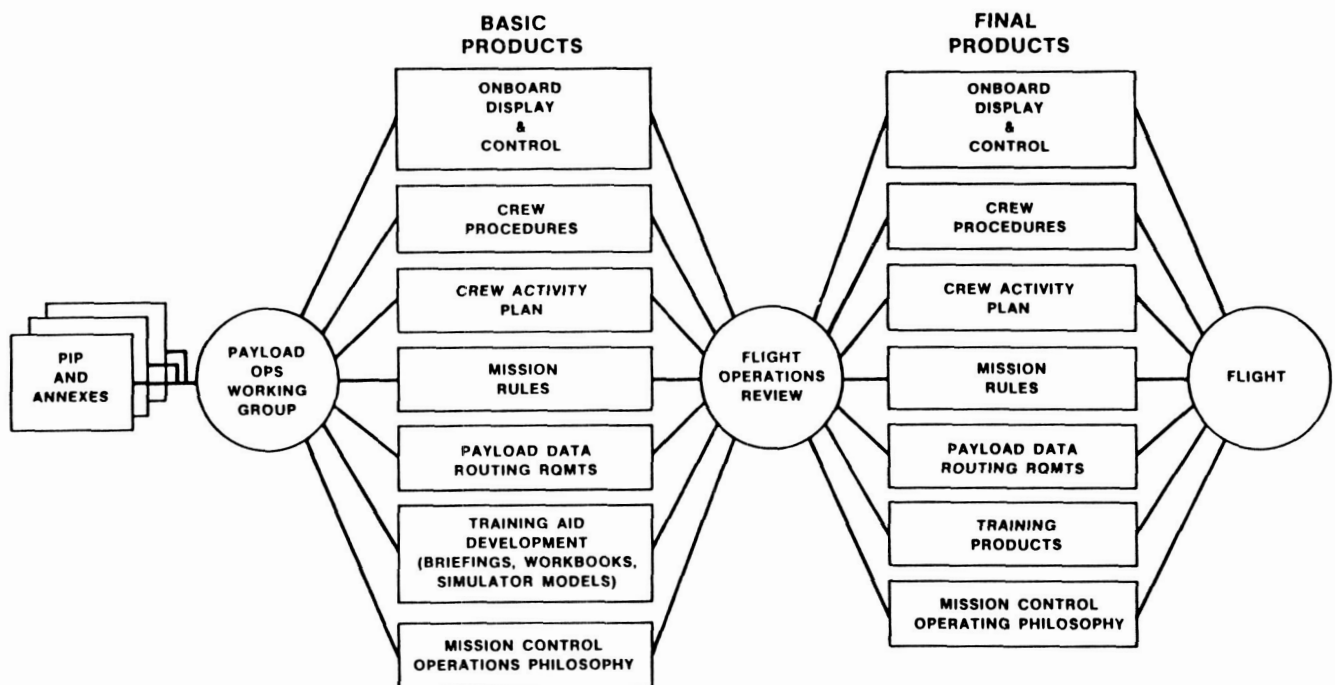 BASIC
PRODUCTS
FINAL
PRODUCTS
PIP
AND
ANNEXES
PAYLOAD
OPS
WORKING
GROUP
ONBOARD
DISPLAY
&
CONTROL
CREW
PROCEDURES
CREW ACTIVITY
PLAN
MISSION
RULES
PAYLOAD DATA
ROUTING RQMTS
TRAINING AID
DEVELOPMENT
(BRIEFINGS, WORKBOOKS,
SIMULATOR MODELS)
MISSION CONTROL
OPERATIONS PHILOSOPHY
FLIGHT
OPERATIONS
REVIEW
ONBOARD
DISPLAY
&
CONTROL
CREW
PROCEDURES
CREW ACTIVITY
PLAN
MISSION
RULES
PAYLOAD DATA
ROUTING RQMTS
TRAINING
PRODUCTS
MISSION CONTROL
OPERATING PHILOSOPHY
FLIGHT